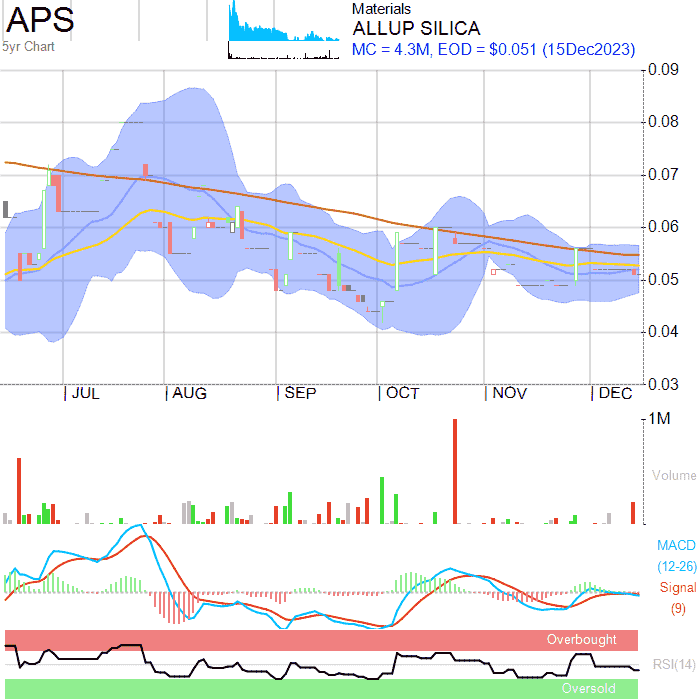 APS
5yr Chart
Materials
ALLUP SILICA
MC = 4.3M, EOD = $0.051 (15Dec2023)
0.09
0.08
0.07
0.06
0.05
0.04
0.03
JUL AUG SEP OCT NOV DEC
1M
Volume
MACD
(12-26)
Signal
(9)
Overbought
RSI(14)
Oversold